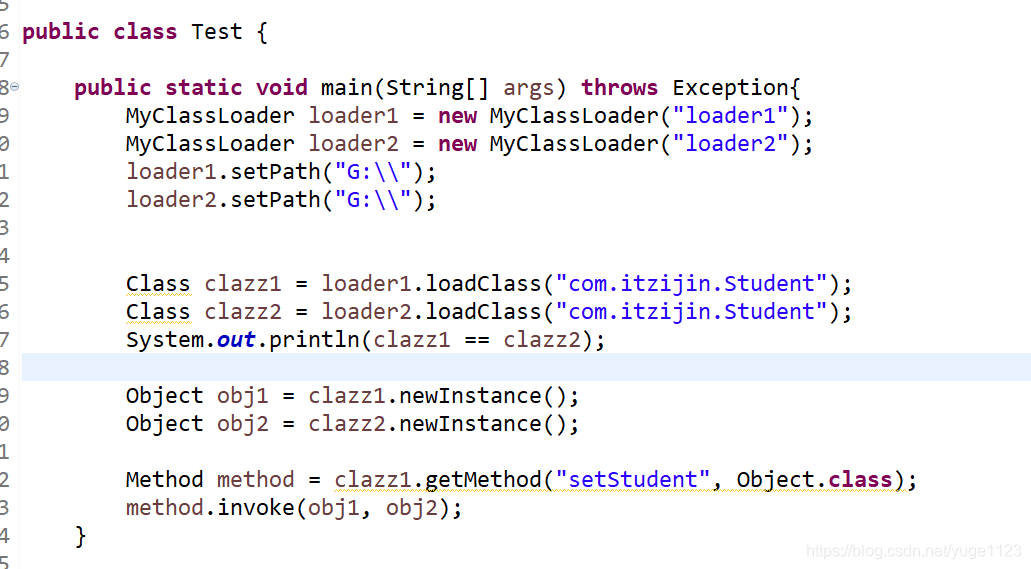 5
6 public class Test {
7
8 public static void main(String[] args) throws Exception{
9 MyClassLoader loader1 = new MyClassLoader("loader1");
0 MyClassLoader loader2 = new MyClassLoader("loader2");
1 loader1.setPath("G:\\");
2 loader2.setPath("G:\\");
3
4
5 Class clazz1 = loader1.loadClass("com.itzijin.Student");
6 Class clazz2 = loader2.loadClass("com.itzijin.Student");
7 System.out.println(clazz1 == clazz2);
8
9 Object obj1 = clazz1.newInstance();
0 Object obj2 = clazz2.newInstance();
1
2 Method method = clazz1.getMethod("setStudent", Object.class);
3 method.invoke(obj1, obj2);
4 }
5
https://blog.csdn.net/yuge1123